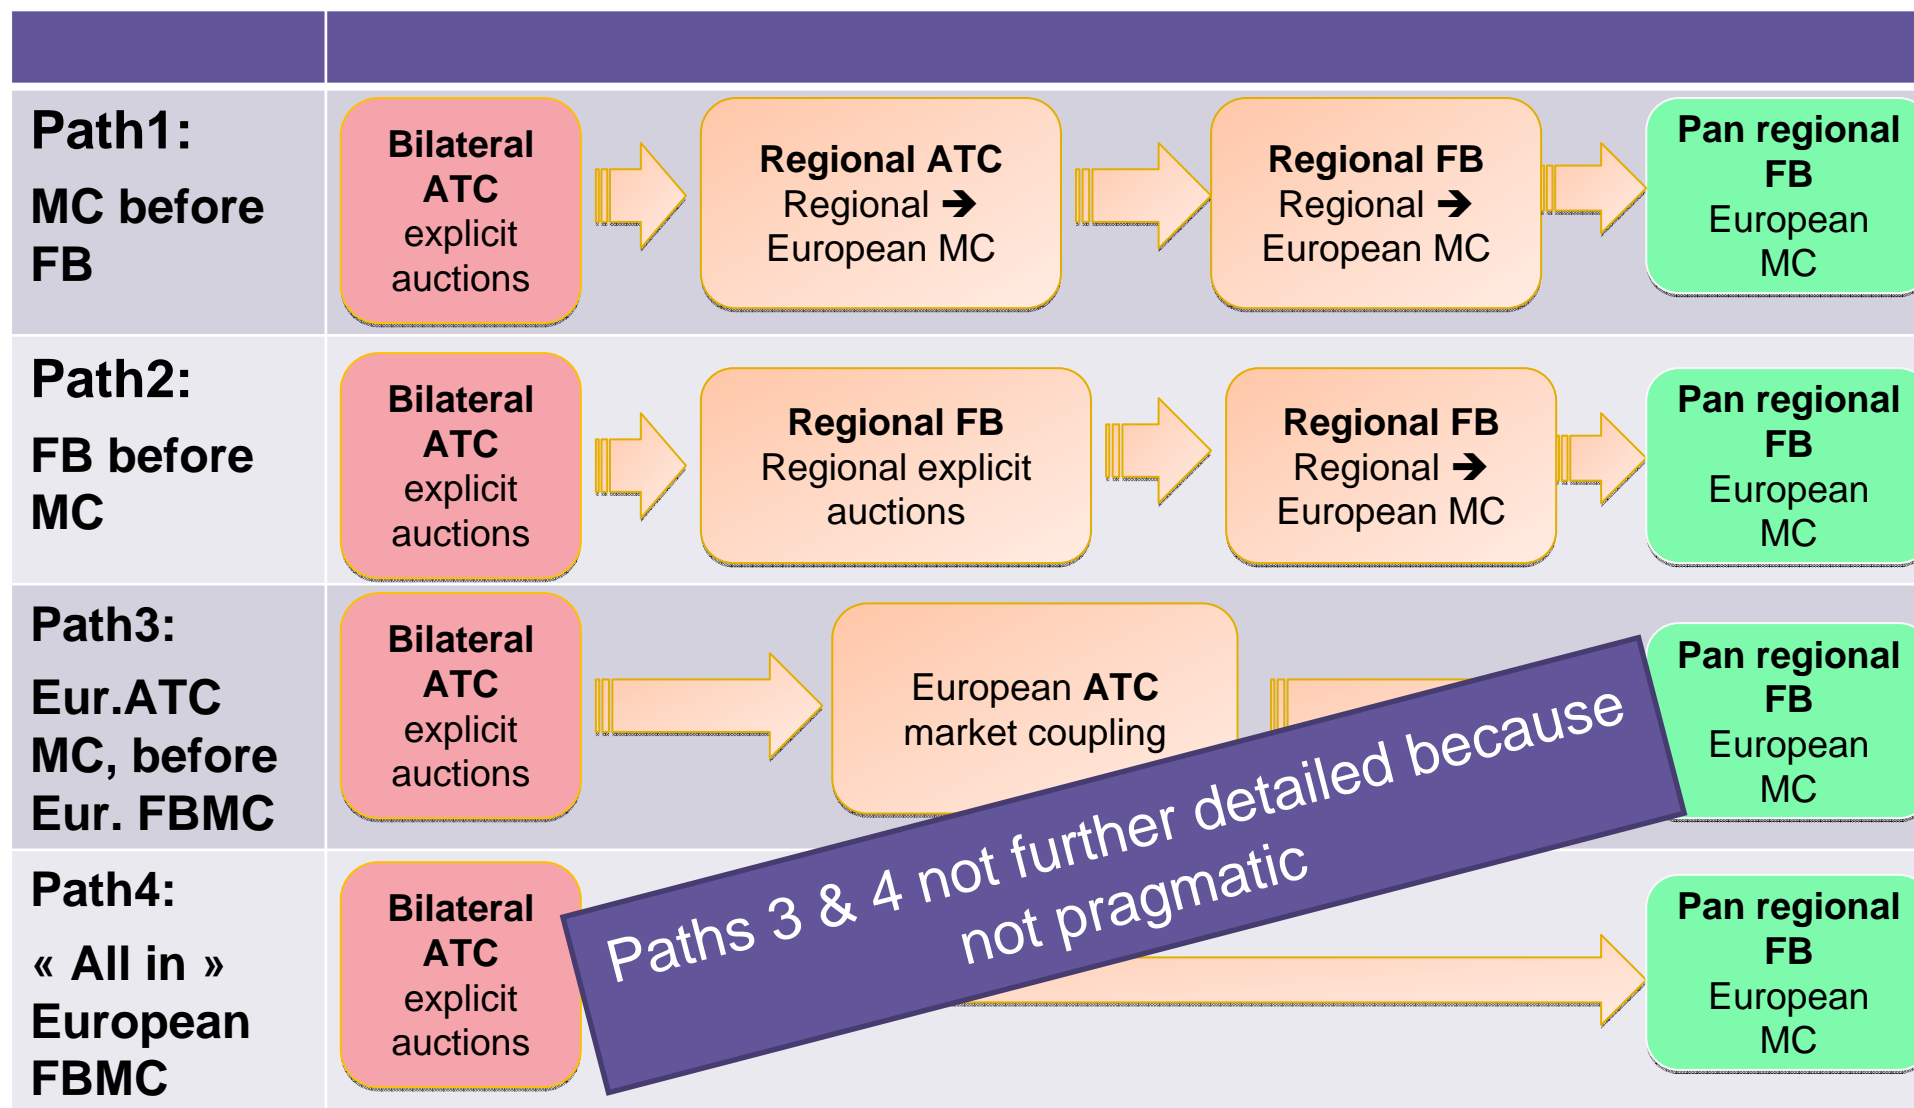 Path1:
MC before
FB
Bilateral
ATC
explicit
auctions
Regional ATC
Regional ➔
European MC
Regional FB
Regional ➔
European MC
Pan regional
FB
European
MC
Path2:
FB before
MC
Bilateral
ATC
explicit
auctions
Regional FB
Regional explicit
auctions
Regional FB
Regional ➔
European MC
Pan regional
FB
European
MC
Path3:
Eur.ATC
MC, before
Eur. FBMC
Bilateral
ATC
explicit
auctions
European ATC
market coupling
Pan regional
FB
European
MC
Paths 3 & 4 not further detailed because
not pragmatic
Path4:
« All in »
European
FBMC
Bilateral
ATC
explicit
auctions
Pan regional
FB
European
MC